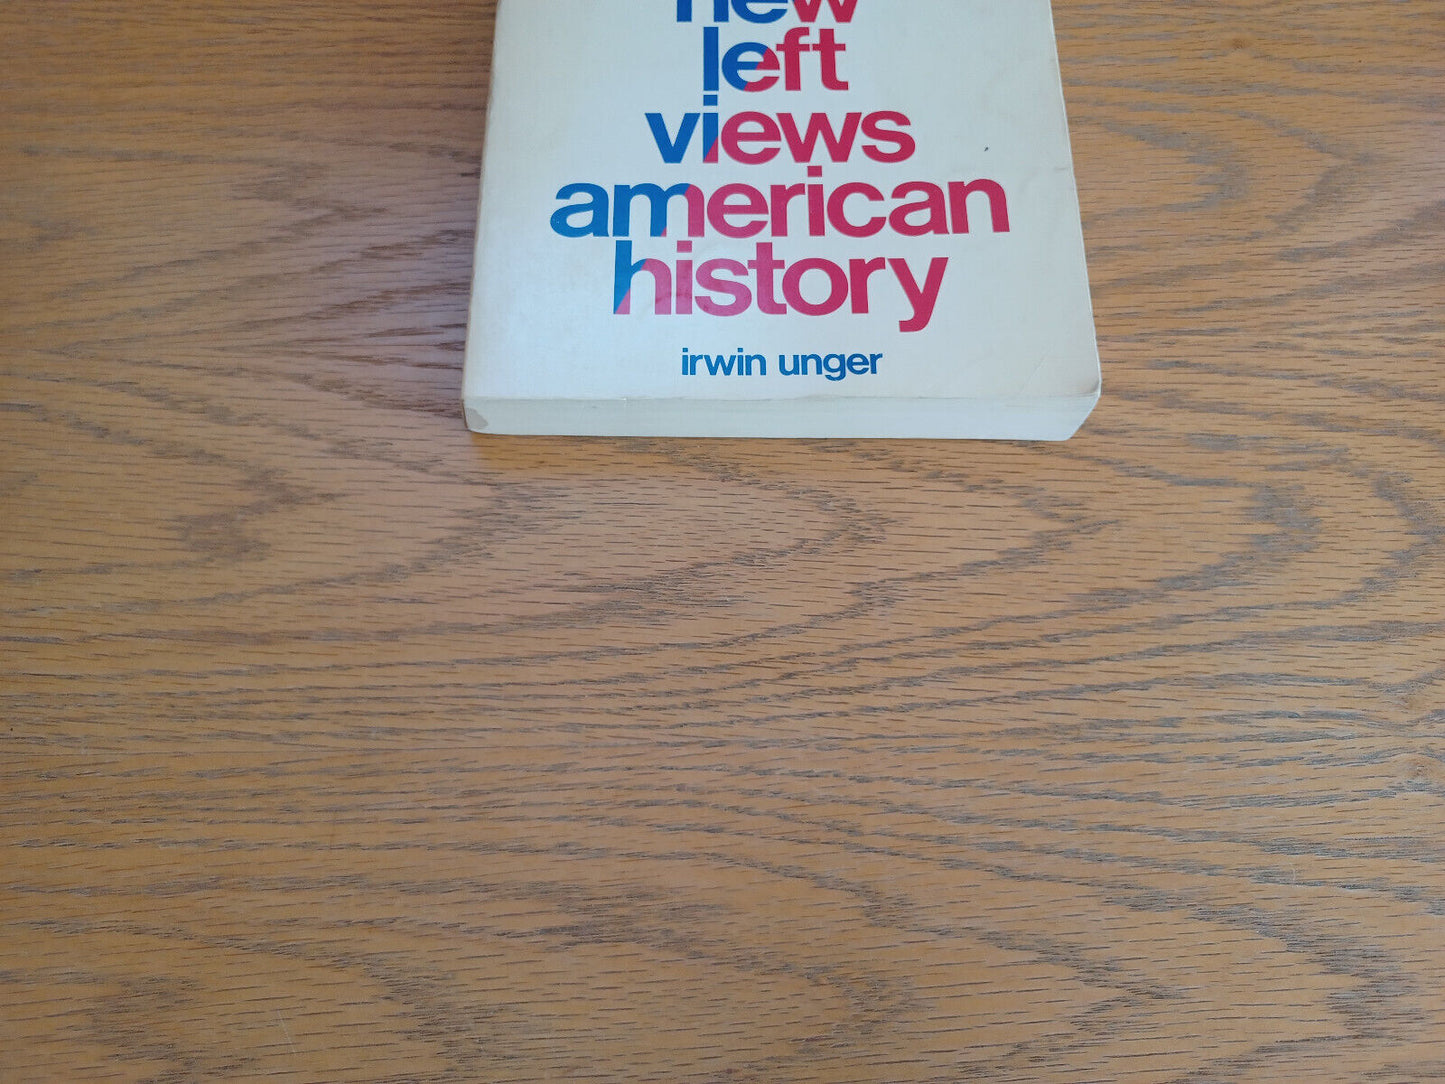 new
left
views
american
history
irwin unger